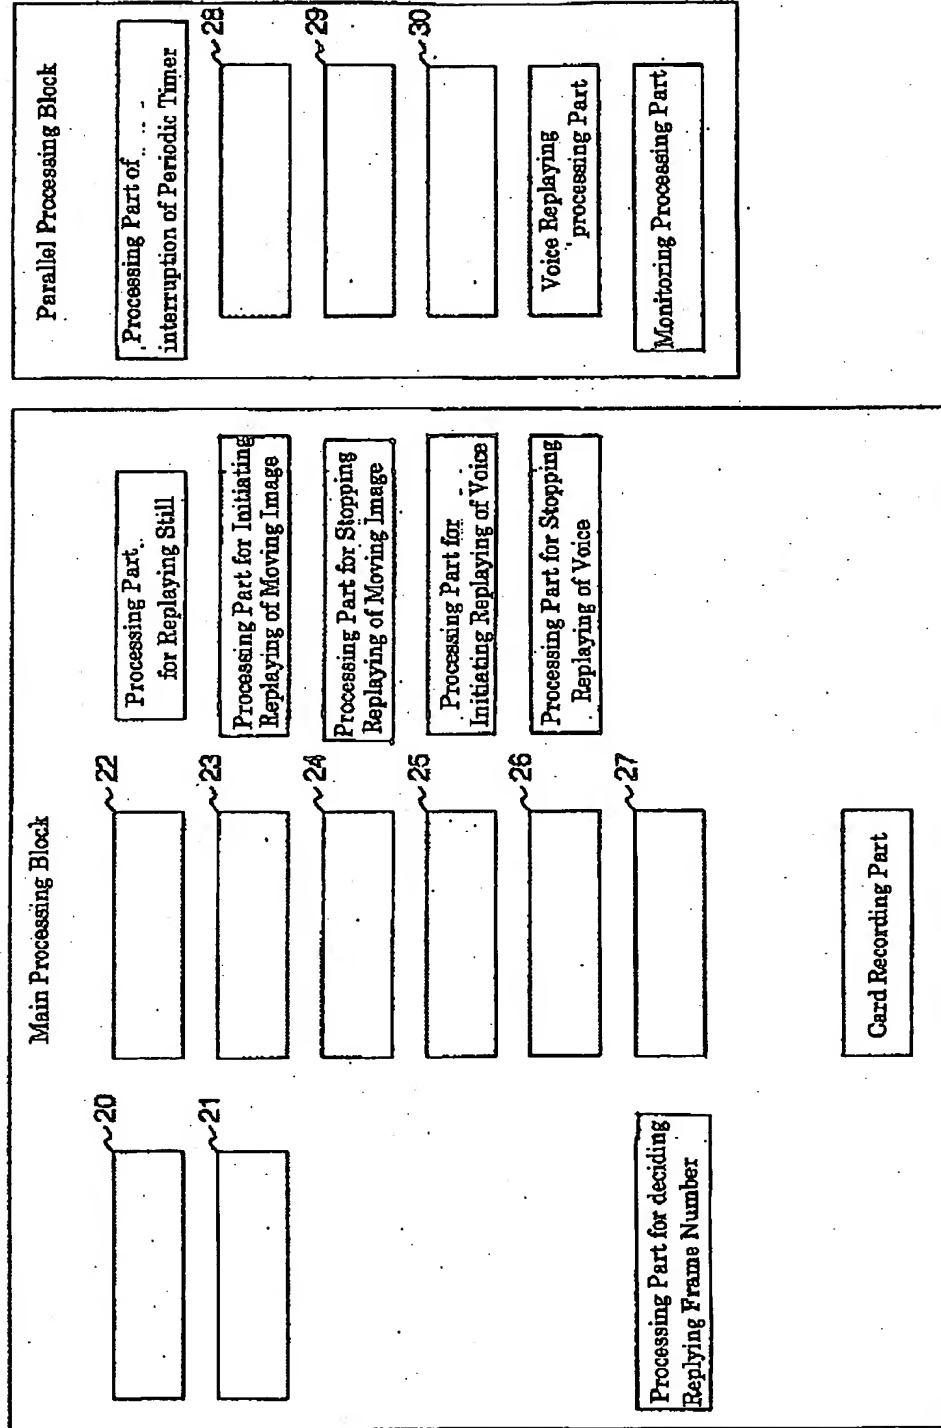 Main Processing Block
20
21
Processing Part for deciding
Replying Frame Number
22
23
24
25
26
27
Card Recording Part
Processing Part
for Replaying Still
Processing Part for Initiating
Replaying of Moving Image
Processing Part for Stopping
Replaying of Moving Image
Processing Part for
Initiating Replaying of Voice
Processing Part for Stopping
Replaying of Voice
Parallel Processing Block
Processing Part of
interruption of Periodic Timer
28
29
30
Voice Replaying
processing Part
Monitoring Processing Part